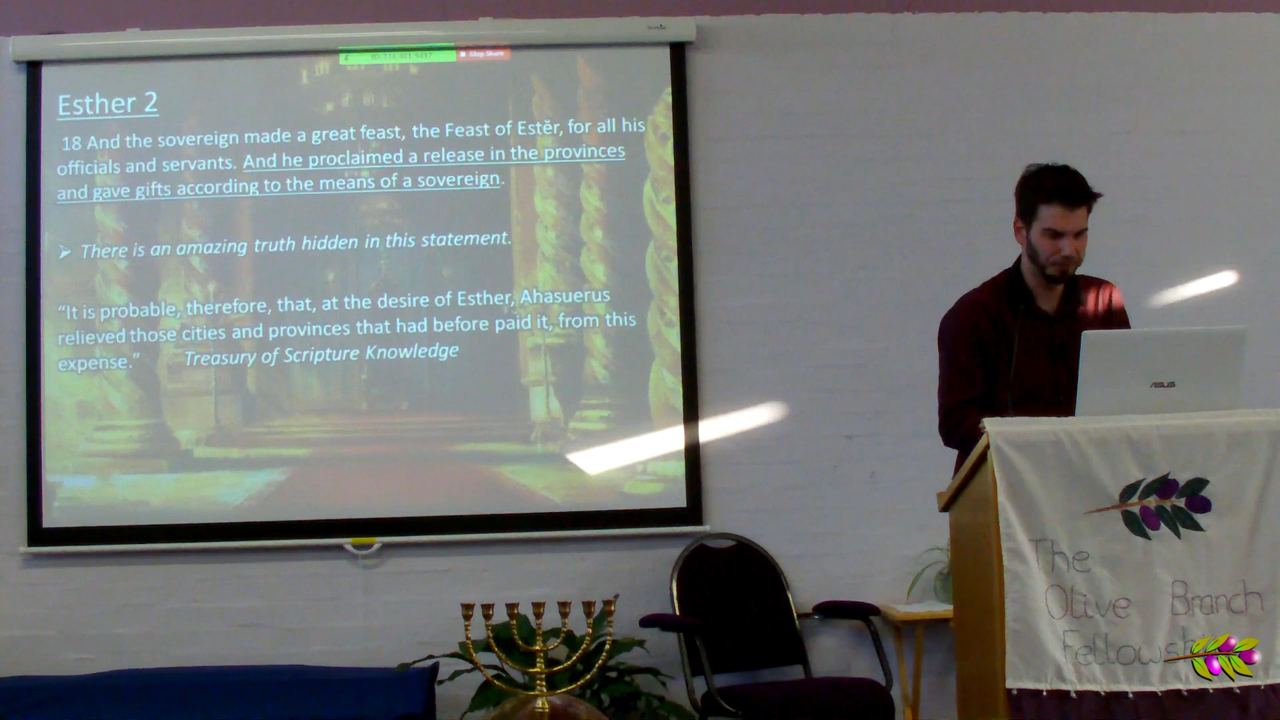 Stop Share
Esther 2
18 And the sovereign made a great feast, the Feast of Estĕr, for all his
officials and servants. And he proclaimed a release in the provinces
and gave gifts according to the means of a sovereign.
➢ There is an amazing truth hidden in this statement.
“It is probable, therefore, that, at the desire of Esther, Ahasuerus
relieved those cities and provinces that had before paid it, from this
expense.” Treasury of Scripture Knowledge
ASUS
The
Olive Branch